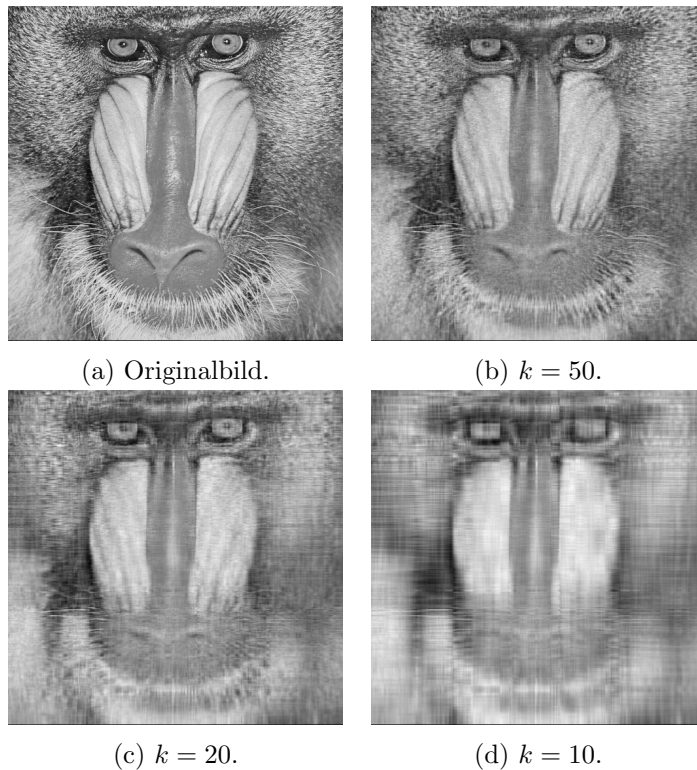 (a) Originalbild.
(b) k = 50.
(c) k = 20.
(d) k = 10.